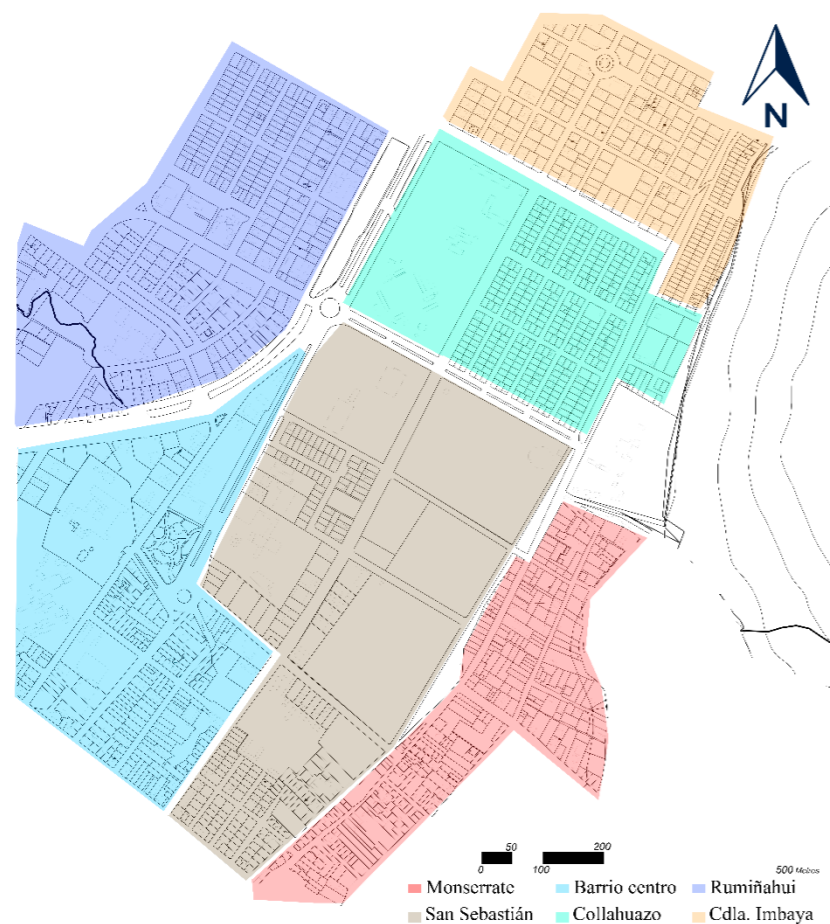 N
50 200
0 100 500 Metros
Monserrate Barrio centro Rumiñahui
San Sebastián Collahuazo Cdla. Imbaya